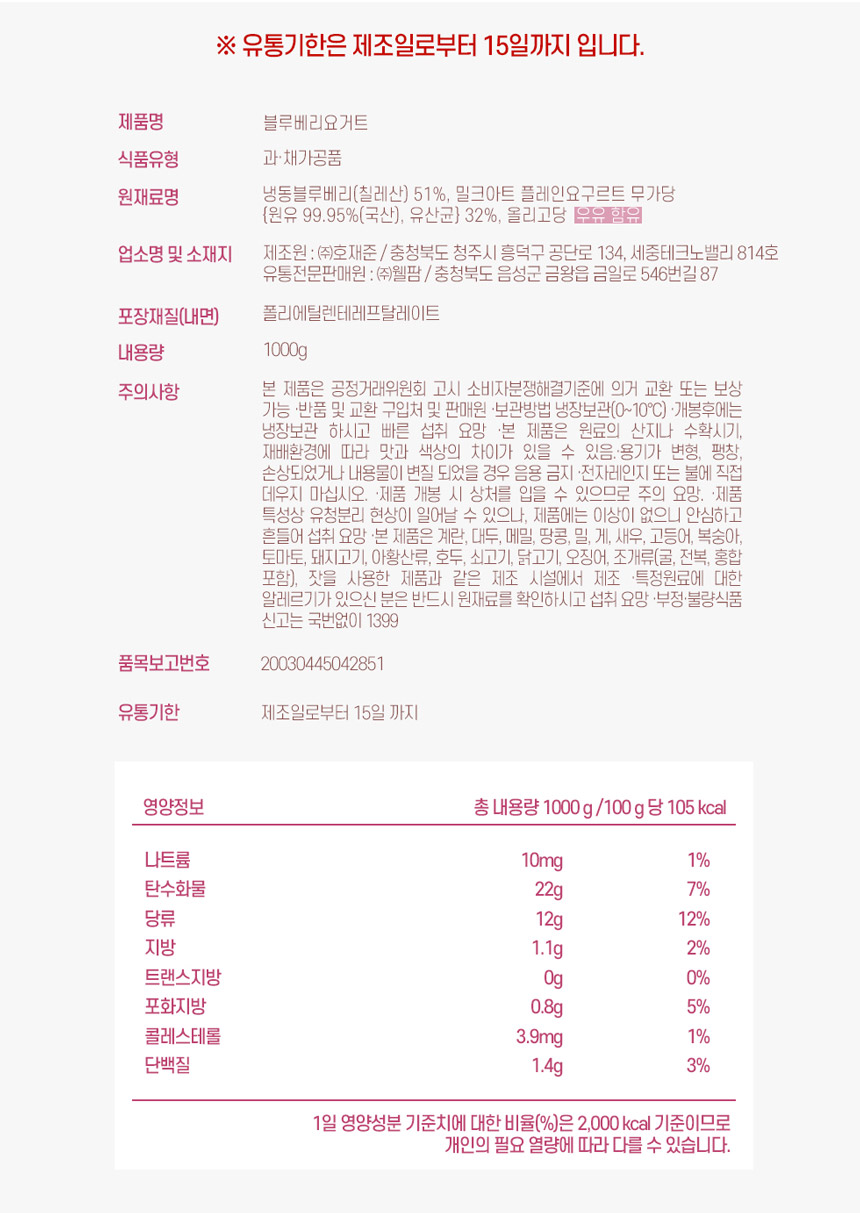 ※ 유통기한은 제조일로부터 15일까지 입니다.
제품명 블루베리요거트
식품유형 과·채가공품
원재료명 냉동블루베리(칠레산) 51%, 밀크아트 플레인요구르트 무가당
{원유 99.95%(국산), 유산균} 32%, 올리고당 우유 함유
업소명 및 소재지 제조원 : ㈜호재준 / 충청북도 청주시 흥덕구 공단로 134, 세중테크노밸리 814호
유통전문판매원 : ㈜웰팜 / 충청북도 음성군 금왕읍 금일로 546번길 87
포장재질(내면) 폴리에틸렌테레프탈레이트
내용량 1000g
주의사항 본 제품은 공정거래위원회 고시 소비자분쟁해결기준에 의거 교환 또는 보상
가능 ·반품 및 교환 구입처 및 판매원 ·보관방법 냉장보관(0~10℃) ·개봉후에는
냉장보관 하시고 빠른 섭취 요망 ·본 제품은 원료의 산지나 수확시기,
재배환경에 따라 맛과 색상의 차이가 있을 수 있음.·용기가 변형, 팽창,
손상되었거나 내용물이 변질 되었을 경우 음용 금지 ·전자레인지 또는 불에 직접
데우지 마십시오. ·제품 개봉 시 상처를 입을 수 있으므로 주의 요망. ·제품
특성상 유청분리 현상이 일어날 수 있으나, 제품에는 이상이 없으니 안심하고
흔들어 섭취 요망 ·본 제품은 계란, 대두, 메밀, 땅콩, 밀, 게, 새우, 고등어, 복숭아,
토마토, 돼지고기, 아황산류, 호두, 쇠고기, 닭고기, 오징어, 조개류(굴, 전복, 홍합
포함), 잣을 사용한 제품과 같은 제조 시설에서 제조 ·특정원료에 대한
알레르기가 있으신 분은 반드시 원재료를 확인하시고 섭취 요망 ·부정·불량식품
신고는 국번없이 1399
품목보고번호 20030445042851
유통기한 제조일로부터 15일 까지
영양정보 총 내용량 1000 g /100 g 당 105 kcal
나트륨 10mg 1%
탄수화물 22g 7%
당류 12g 12%
지방 1.1g 2%
트랜스지방 0g 0%
포화지방 0.8g 5%
콜레스테롤 3.9mg 1%
단백질 1.4g 3%
1일 영양성분 기준치에 대한 비율(%)은 2,000 kcal 기준이므로
개인의 필요 열량에 따라 다를 수 있습니다.